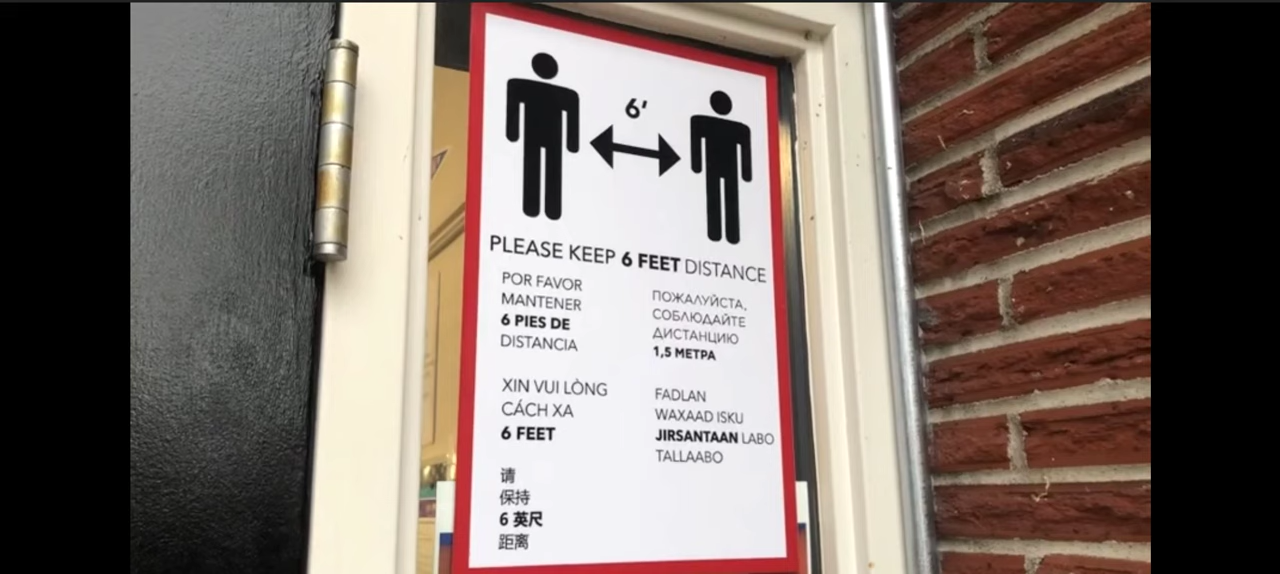 6'
PLEASE KEEP 6 FEET DISTANCE
POR FAVOR
MANTENER
6 PIES DE
DISTANCIA
ПОЖАЛУЙСТА,
СОБЛЮДАЙТЕ
ДИСТАНЦИЮ
1,5 МЕТРА
XIN VUI LÒNG
CÁCH XA
6 FEET
FADLAN
WAXAAD ISKU
JIRSANTAAN LABO
TALLAABO
请
保持
6 英尺
距离